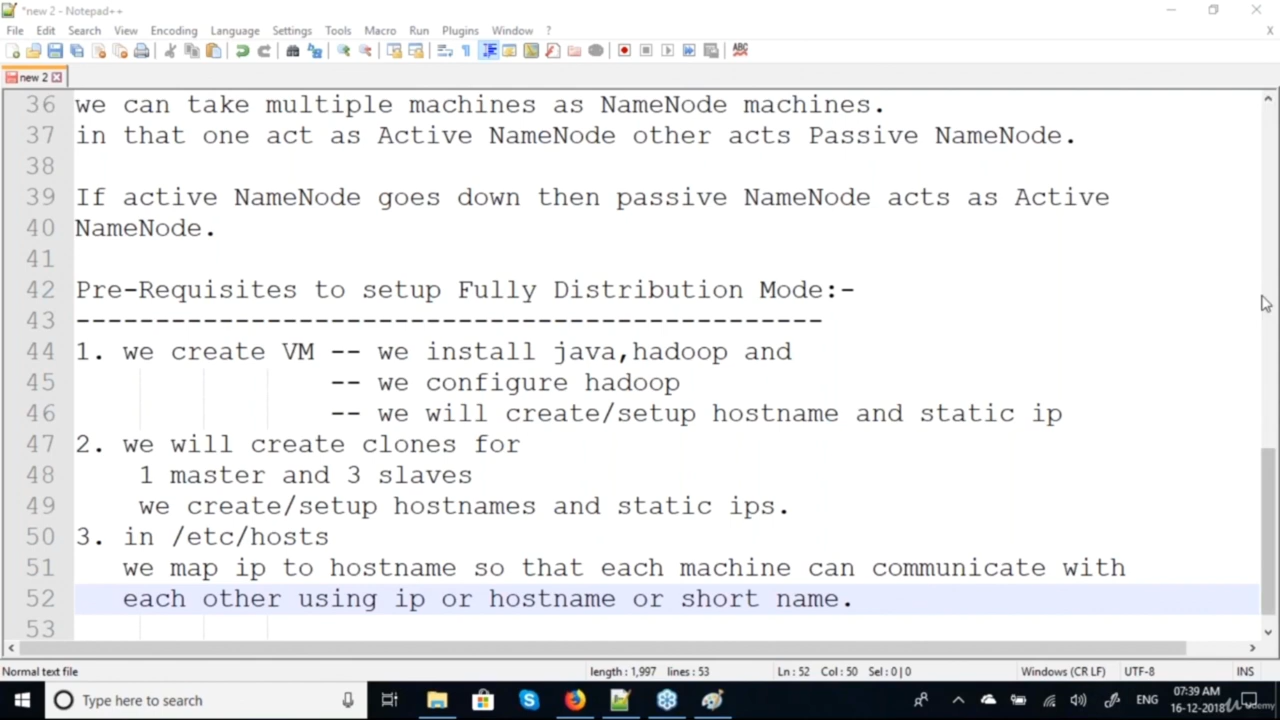 *new 2 - Notepad++
File Edit Search View Encoding Language Settings Tools Macro Run Plugins Window ?
X
new 2
36 we can take multiple machines as NameNode machines.
37 in that one act as Active NameNode other acts Passive NameNode.
38
39 If active NameNode goes down then passive NameNode acts as Active
40 NameNode.
41
42 Pre-Requisites to setup Fully Distribution Mode:-
43 -----------------------------------------------
44 1. we create VM -- we install java,hadoop and
45 -- we configure hadoop
46 -- we will create/setup hostname and static ip
47 2. we will create clones for
48 1 master and 3 slaves
49 we create/setup hostnames and static ips.
50 3. in /etc/hosts
51 we map ip to hostname so that each machine can communicate with
52 each other using ip or hostname or short name.
53
Normal text file length : 1,997 lines : 53 Ln : 52 Col : 50 Sel : 0 | 0 Windows (CR LF) UTF-8 INS
Type here to search ENG 07:39 AM
16-12-2018
Udemy